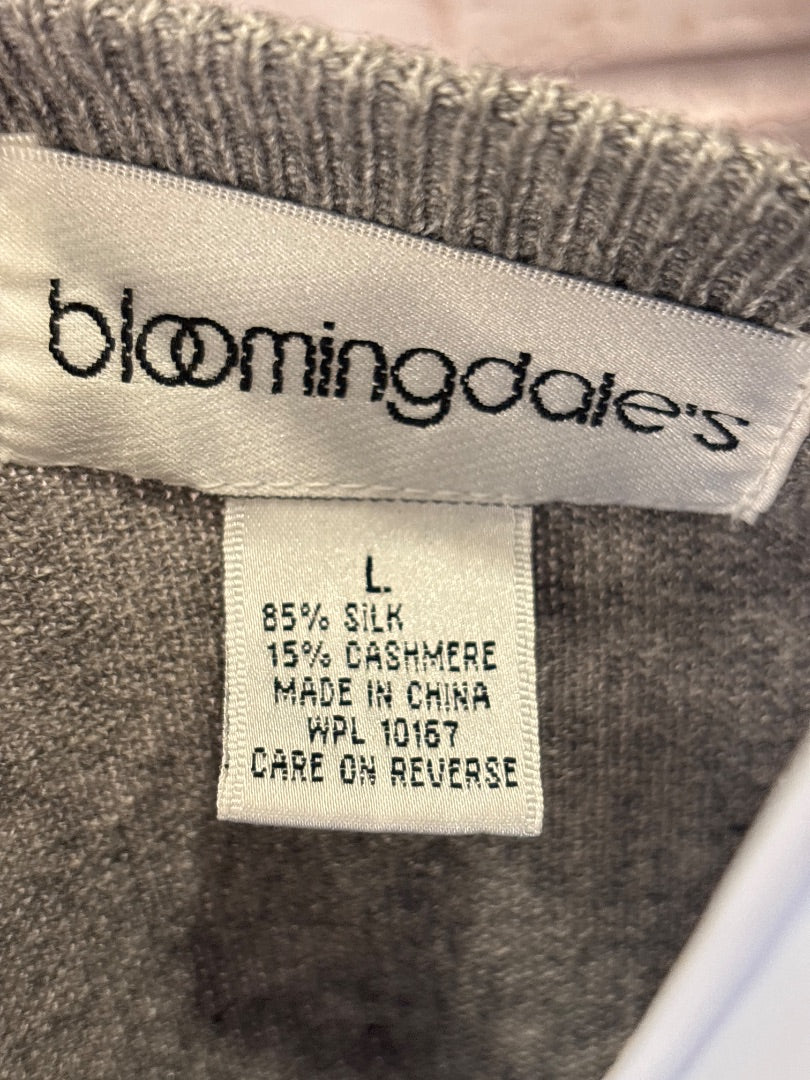 bloomingdale's
L.
85% SILK
15% CASHMERE
MADE IN CHINA
WPL 10167
CARE ON REVERSE